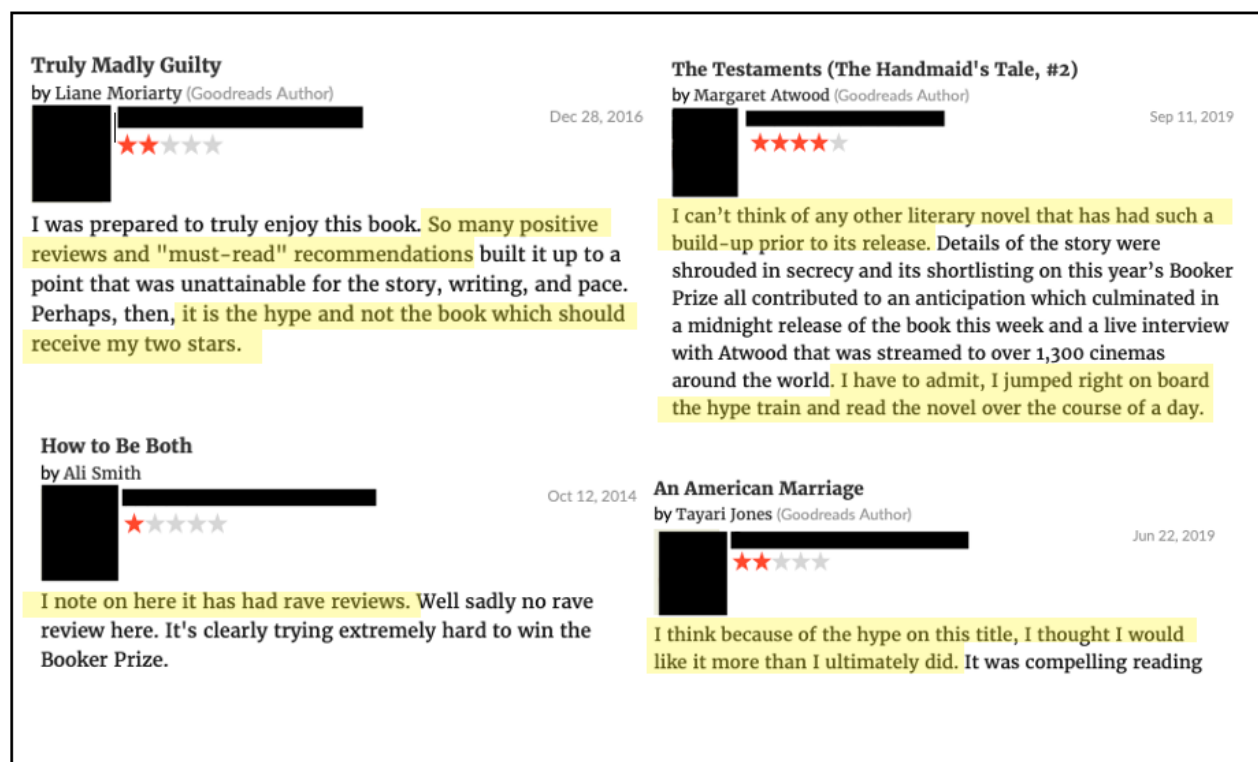 Truly Madly Guilty
by Liane Moriarty (Goodreads Author)
Dec 28, 2016
I was prepared to truly enjoy this book. So many positive
reviews and "must-read" recommendations built it up to a
point that was unattainable for the story, writing, and pace.
Perhaps, then, it is the hype and not the book which should
receive my two stars.
The Testaments (The Handmaid's Tale, #2)
by Margaret Atwood (Goodreads Author)
Sep 11, 2019
I can’t think of any other literary novel that has had such a
build-up prior to its release. Details of the story were
shrouded in secrecy and its shortlisting on this year’s Booker
Prize all contributed to an anticipation which culminated in
a midnight release of the book this week and a live interview
with Atwood that was streamed to over 1,300 cinemas
around the world. I have to admit, I jumped right on board
the hype train and read the novel over the course of a day.
How to Be Both
by Ali Smith
Oct 12, 2014
I note on here it has had rave reviews. Well sadly no rave
review here. It's clearly trying extremely hard to win the
Booker Prize.
An American Marriage
by Tayari Jones (Goodreads Author)
Jun 22, 2019
I think because of the hype on this title, I thought I would
like it more than I ultimately did. It was compelling reading